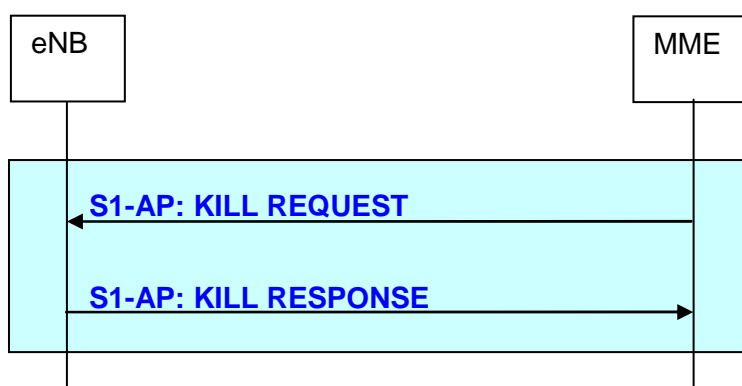 eNB
MME
S1-AP: KILL REQUEST
S1-AP: KILL RESPONSE